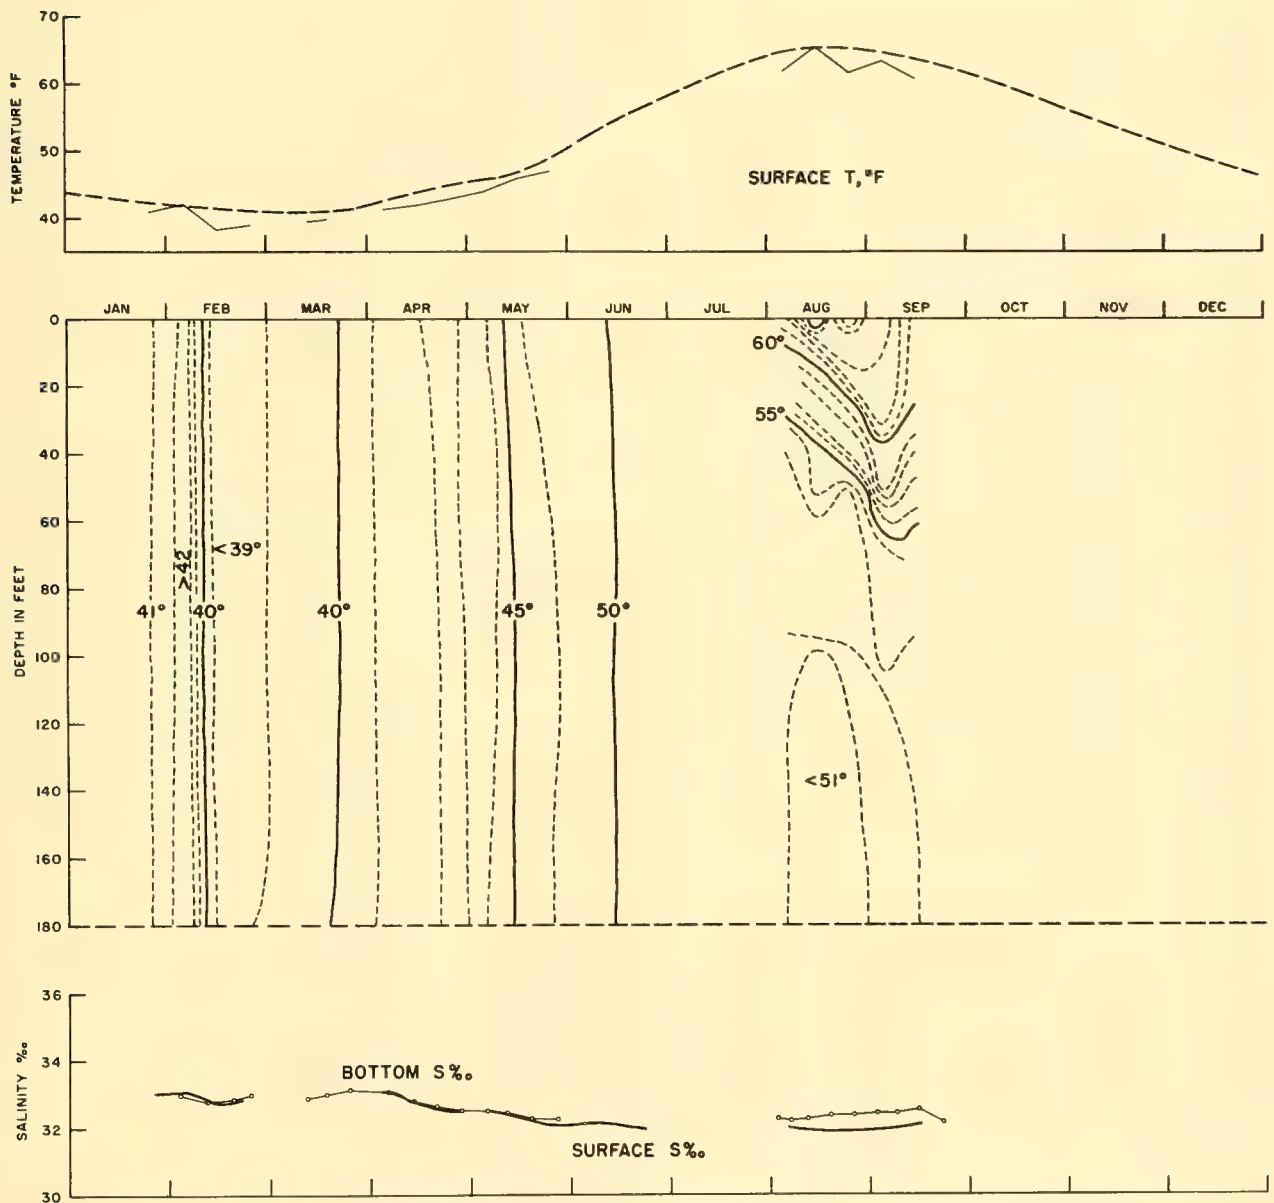 70
60
50
40
TEMPERATURE °F
SURFACE T, °F
JAN FEB MAR APR MAY JUN JUL AUG SEP OCT NOV DEC
0
20
40
60
80
100
120
140
160
180
DEPTH IN FEET
60°
55°
<39°
>42
41° 40° 40° 45° 50°
<51°
36
33
32
30
SALINITY ‰
BOTTOM S‰
SURFACE S‰